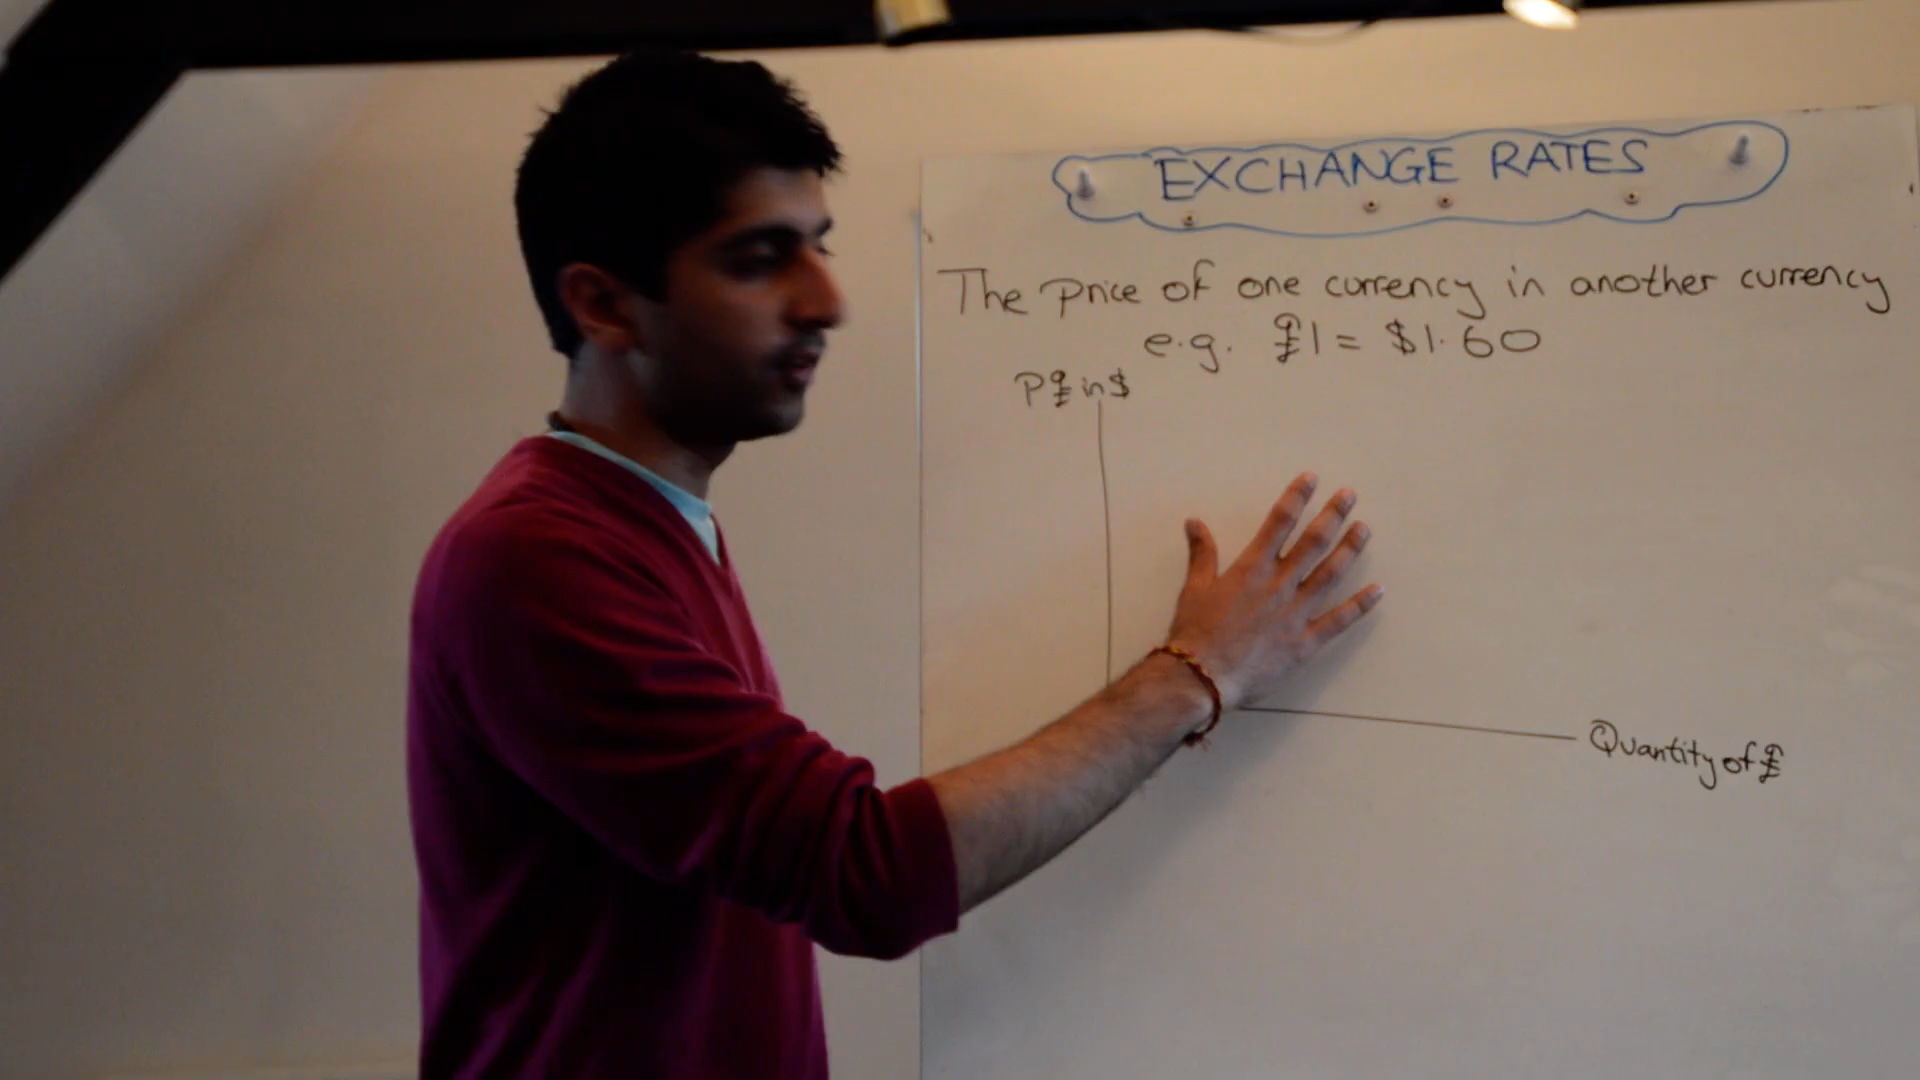 EXCHANGE RATES
The Price of one currency in another currency
e.g. £1 = $1.60
P£ in $
Quantity of £